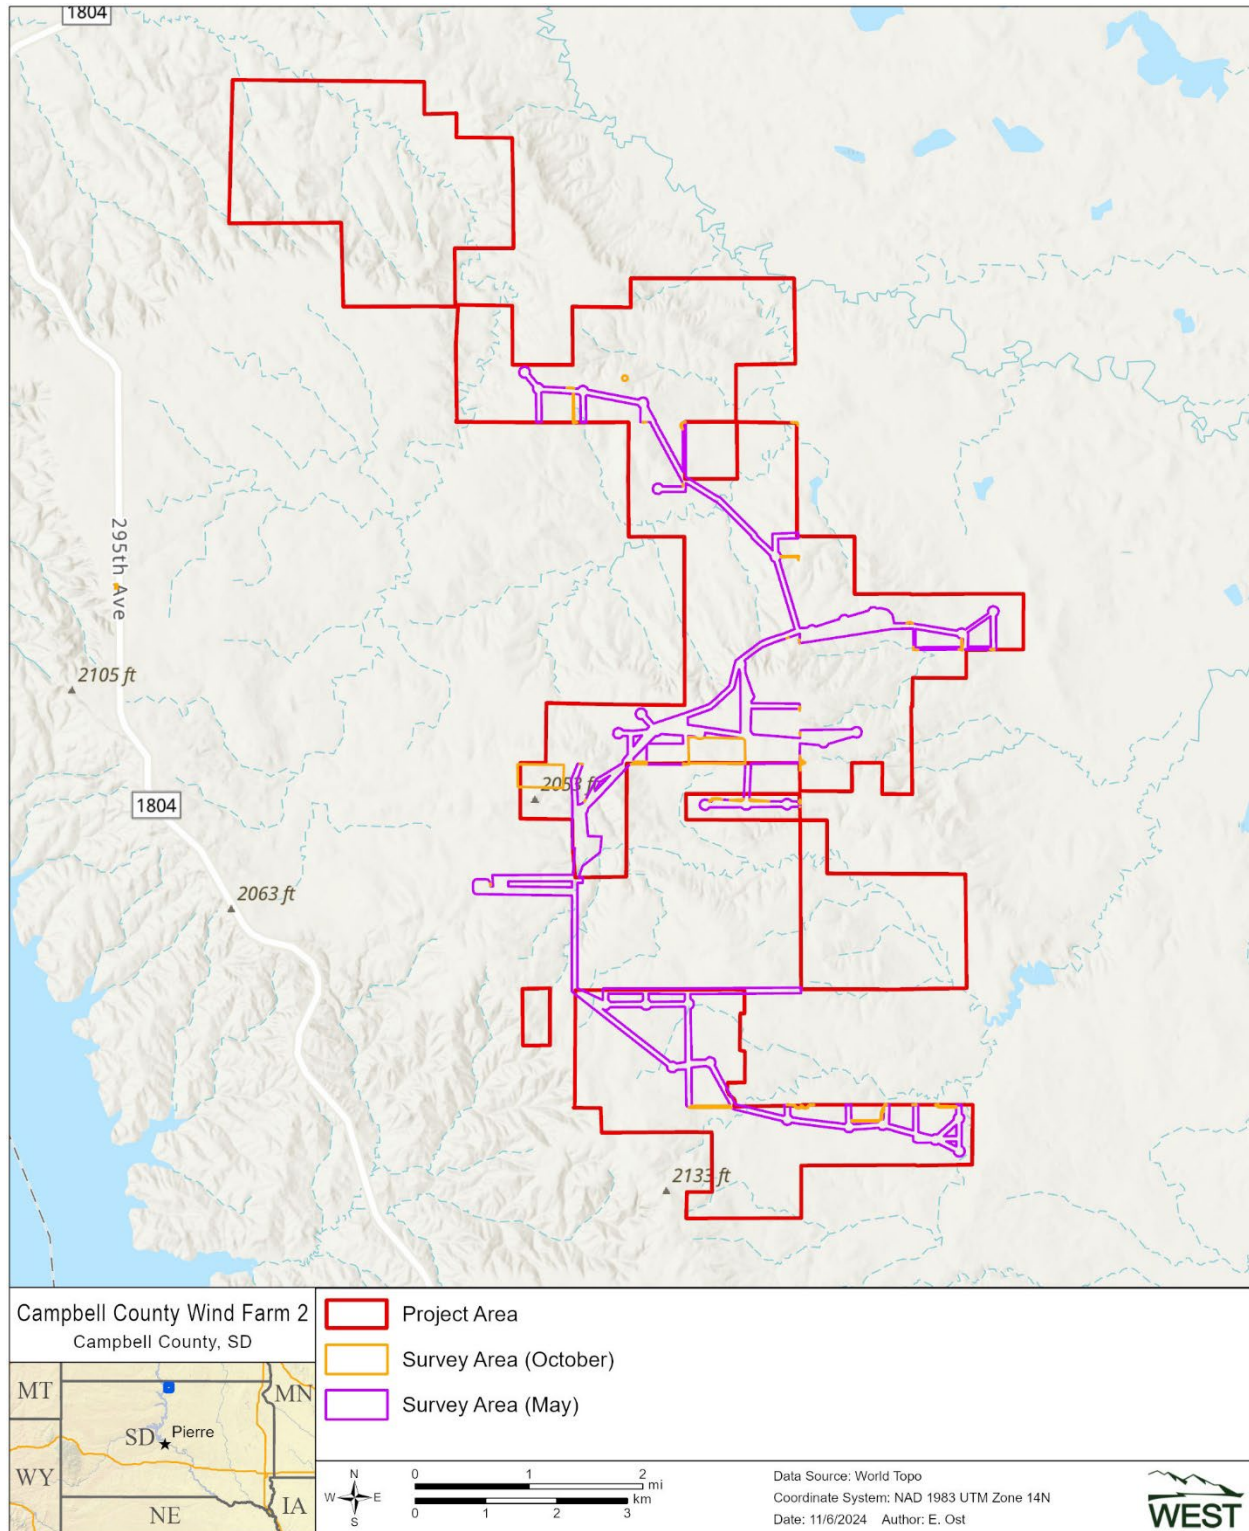 1804
295th Ave
2105 ft
2053 ft
1804
2063 ft
2133 ft
Campbell County Wind Farm 2
Campbell County, SD
MT
MN
SD
Pierre
WY
NE
IA
Project Area
Survey Area (October)
Survey Area (May)
N
W E
S
0 1 2
mi
km
0 1 2 3
Data Source: World Topo
Coordinate System: NAD 1983 UTM Zone 14N
Date: 11/6/2024 Author: E. Ost
WEST